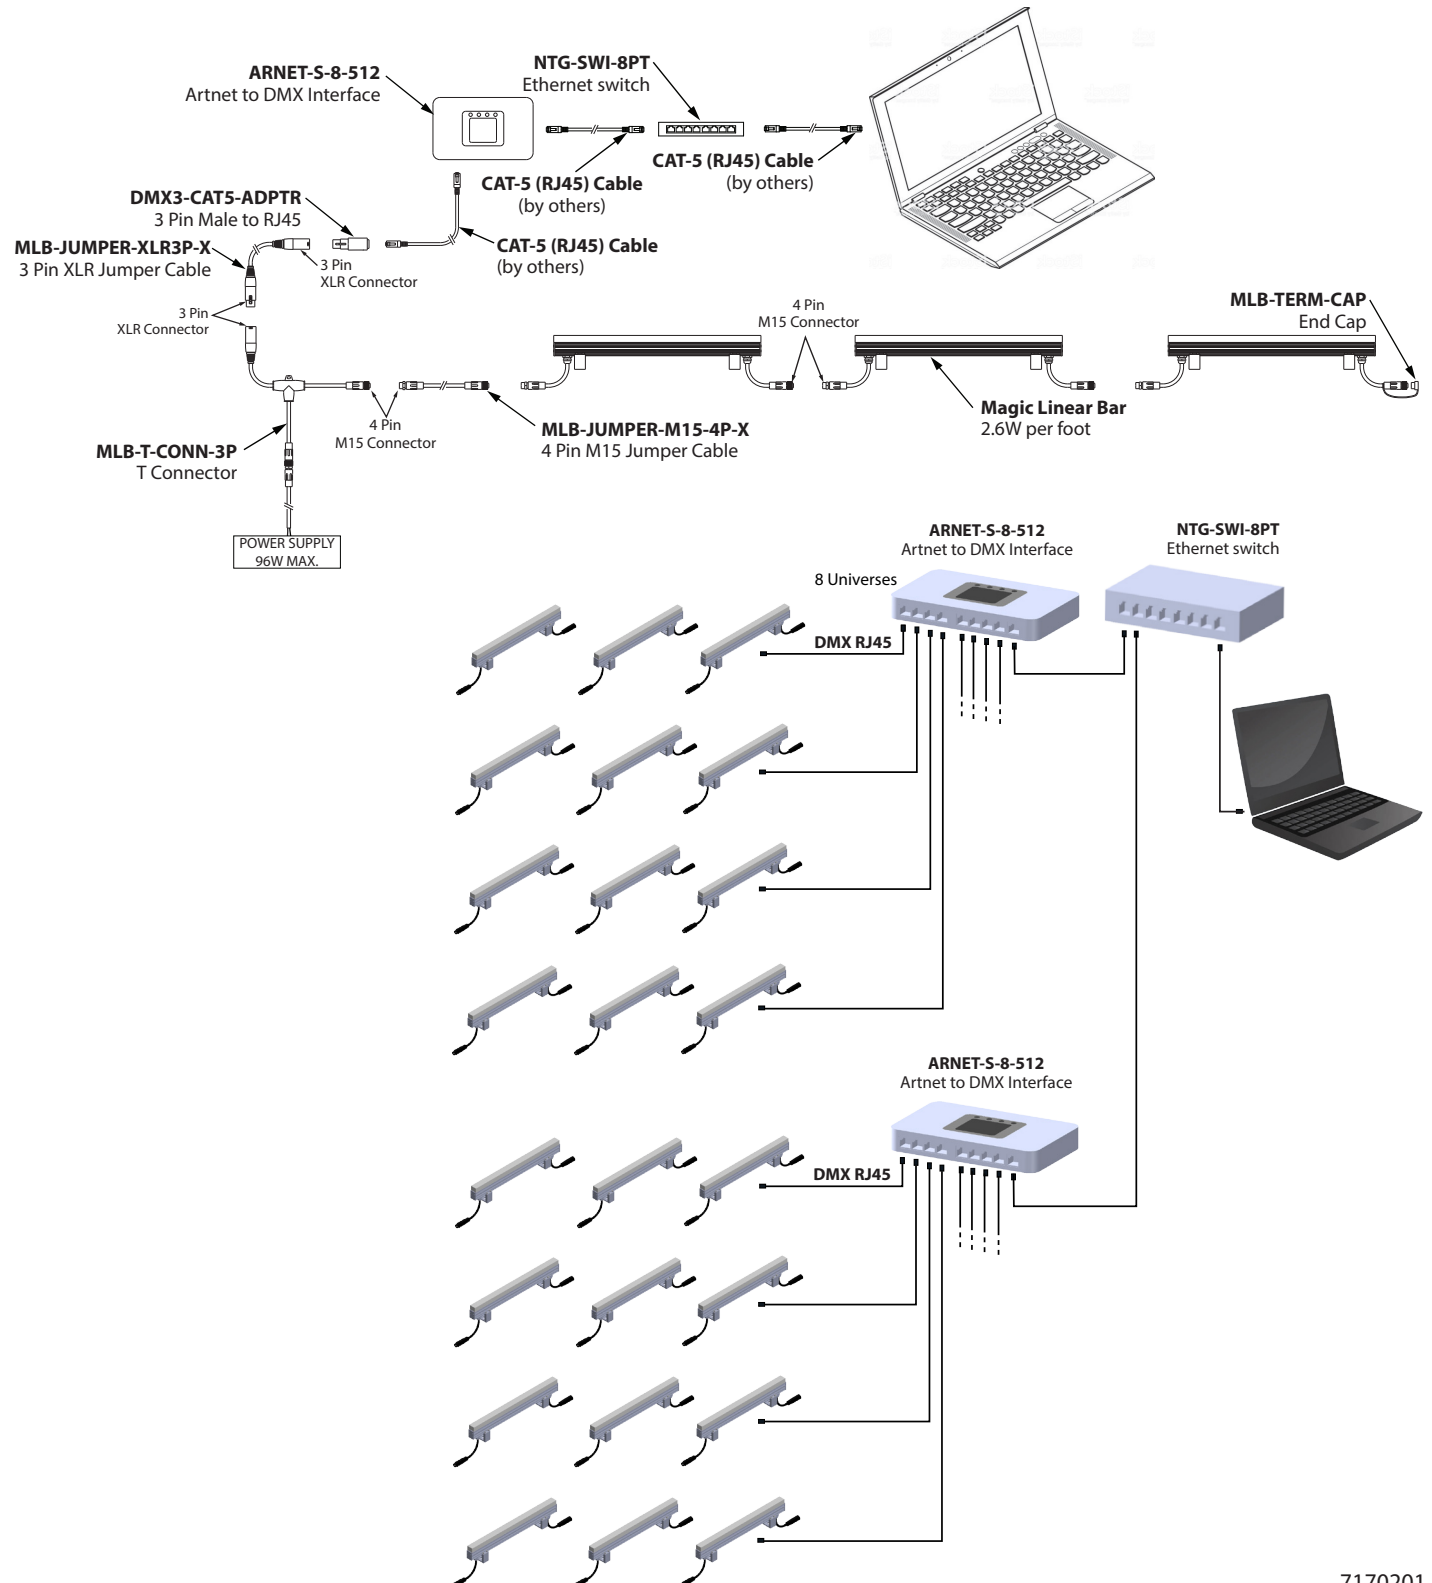 ARNET-S-8-512
Artnet to DMX Interface
NTG-SWI-8PT
Ethernet switch
CAT-5 (RJ45) Cable
(by others)
CAT-5 (RJ45) Cable
(by others)
DMX3-CAT5-ADPTR
3 Pin Male to RJ45
MLB-JUMPER-XLR3P-X
3 Pin XLR Jumper Cable
CAT-5 (RJ45) Cable
(by others)
3 Pin
XLR Connector
3 Pin
XLR Connector
4 Pin
M15 Connector
MLB-TERM-CAP
End Cap
Magic Linear Bar
2.6W per foot
4 Pin
M15 Connector
MLB-JUMPER-M15-4P-X
4 Pin M15 Jumper Cable
MLB-T-CONN-3P
T Connector
POWER SUPPLY
96W MAX.
ARNET-S-8-512
Artnet to DMX Interface
NTG-SWI-8PT
Ethernet switch
8 Universes
DMX RJ45
ARNET-S-8-512
Artnet to DMX Interface
DMX RJ45
7170201